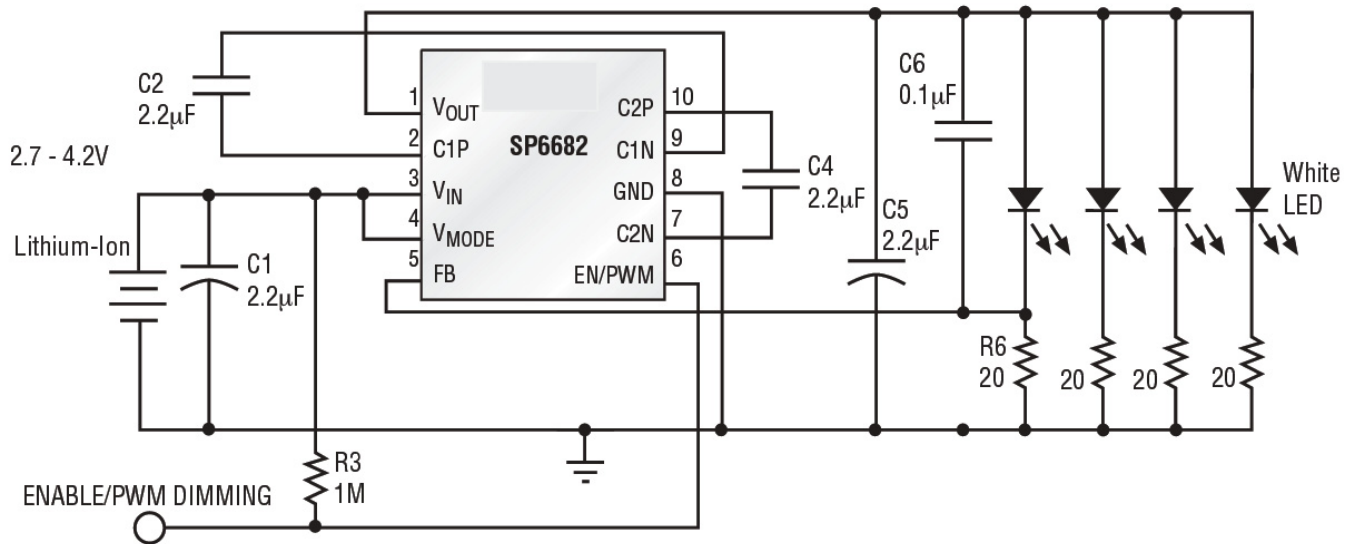 C2
2.2μF
2.7 - 4.2V
Lithium-Ion
C1
2.2μF
1
VOUT
2
C1P
3
VIN
4
VMODE
5
FB
SP6682
10
C2P
9
C1N
8
GND
7
C2N
6
EN/PWM
C4
2.2μF
C5
2.2μF
C6
0.1μF
White
LED
R6
20
20
20
20
R3
1M
ENABLE/PWM DIMMING